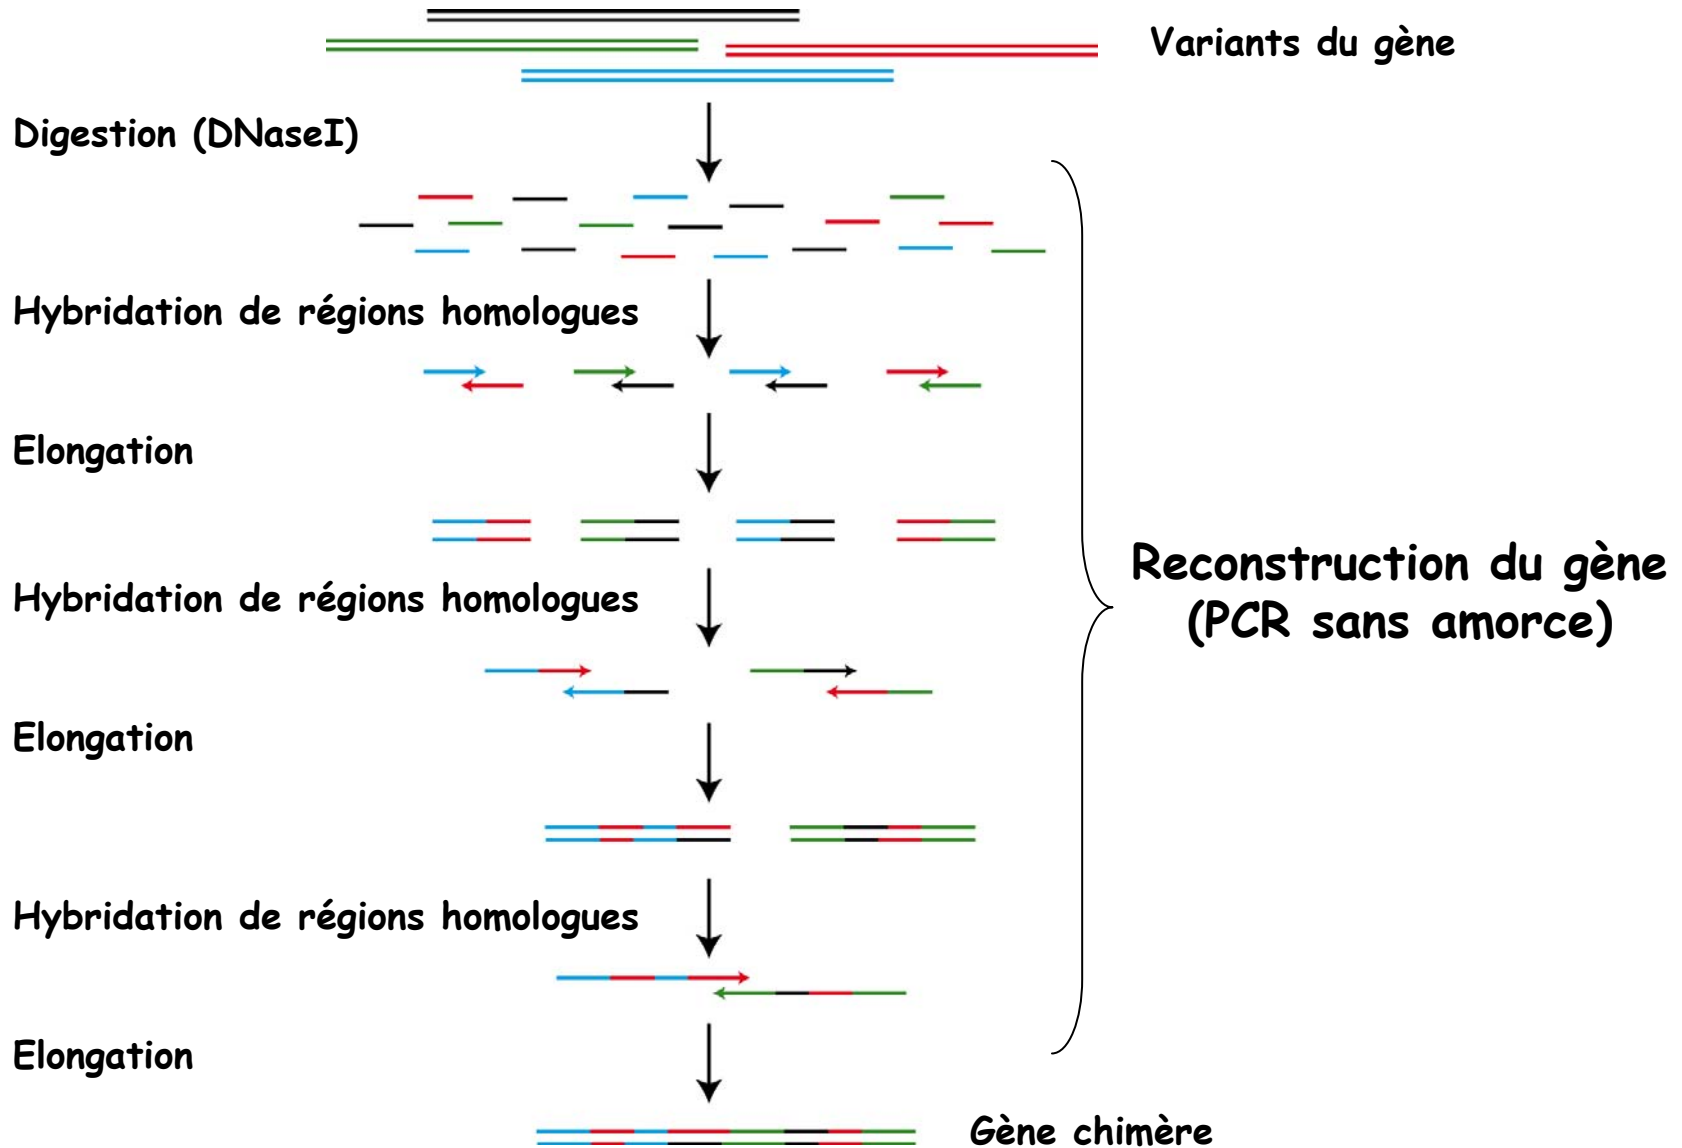 Variants du gène
Digestion (DNaseI)
Hybridation de régions homologues
Elongation
Reconstruction du gène
(PCR sans amorce)
Hybridation de régions homologues
Elongation
Hybridation de régions homologues
Elongation
Gène chimère